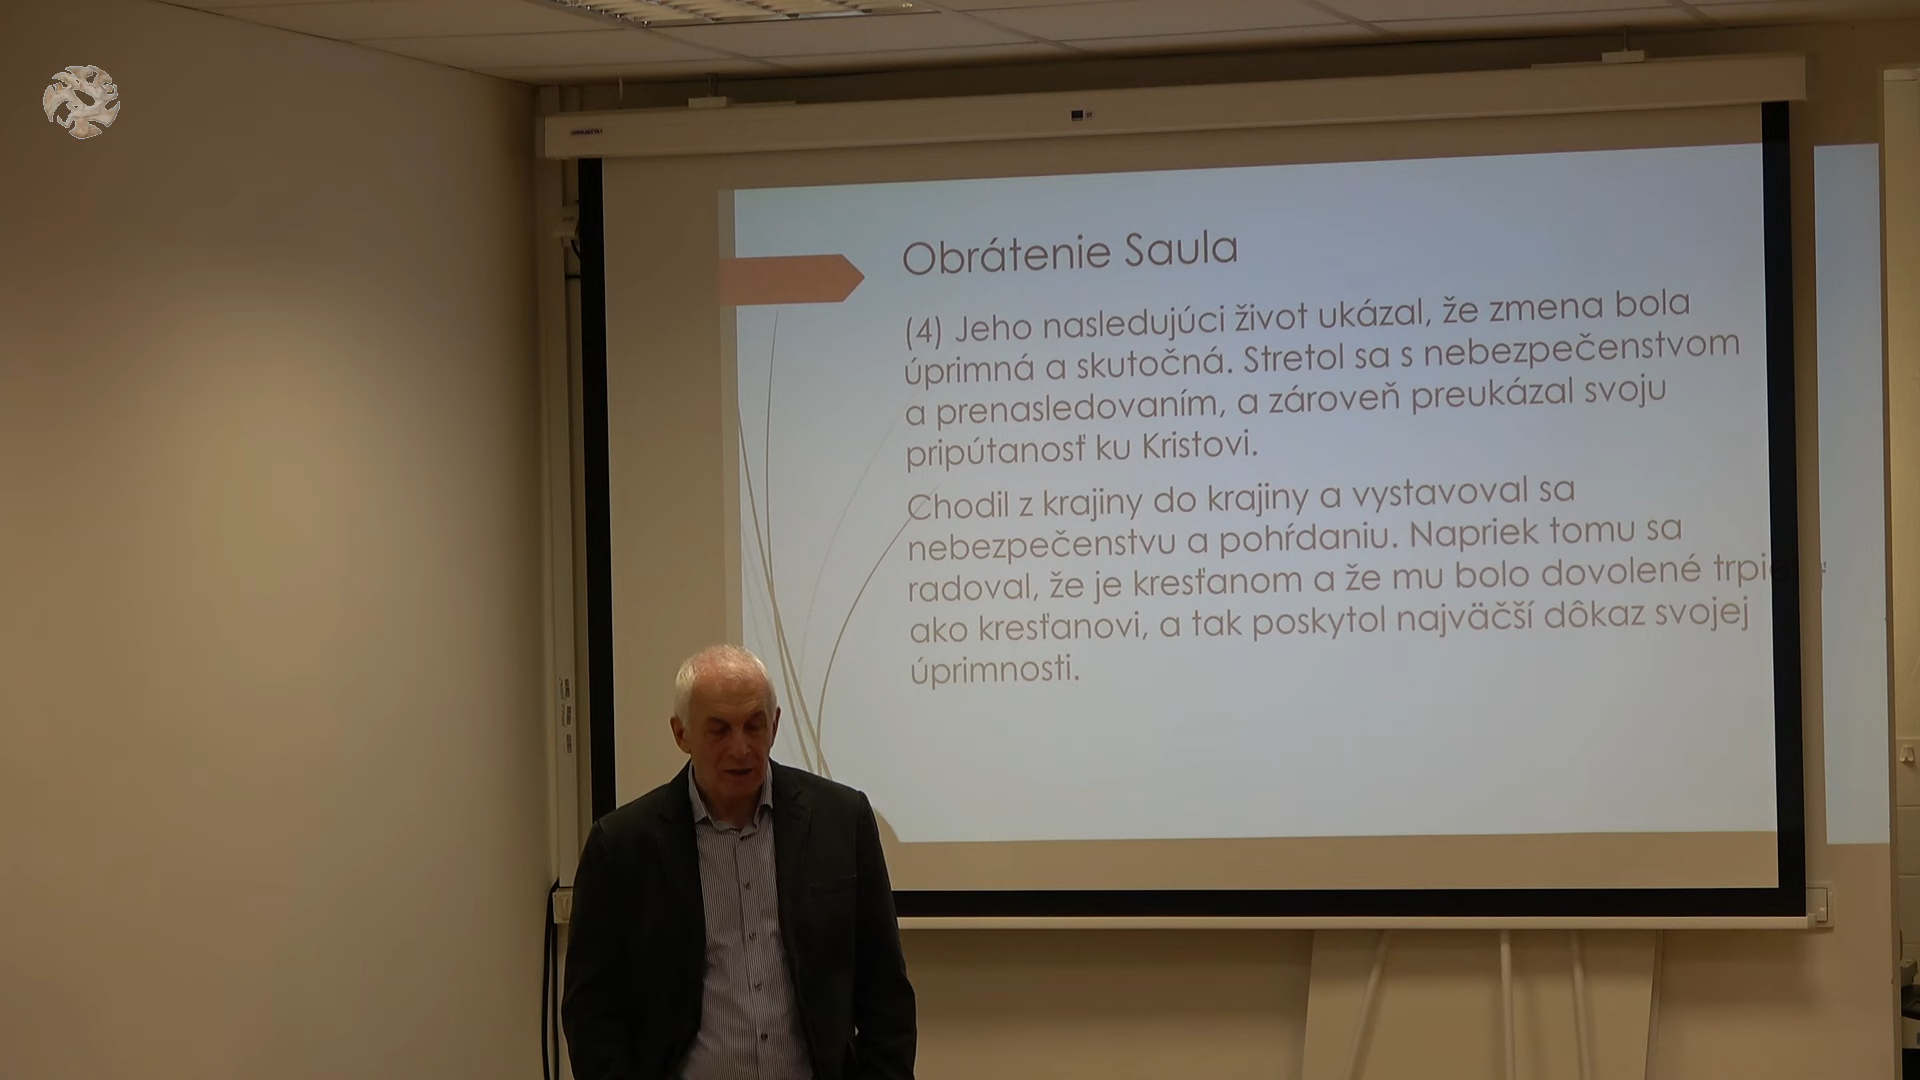 Obrátenie Saula
(4) Jeho nasledujúci život ukázal, že zmena bola
úprimná a skutočná. Stretol sa s nebezpečenstvom
a prenasledovaním, a zároveň preukázal svoju
pripútanosť ku Kristovi.
Chodil z krajiny do krajiny a vystavoval sa
nebezpečenstvu a pohŕdaniu. Napriek tomu sa
radoval, že je kresťanom a že mu bolo dovolené
ako kresťanovi, a tak poskytol najväčší dôkaz svojej
úprimnosti.